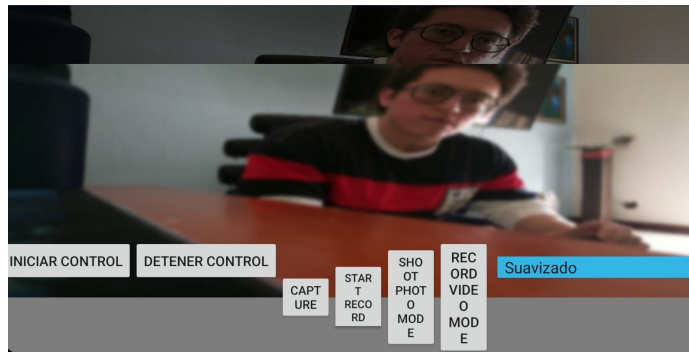 INICIAR CONTROL
DETENER CONTROL
CAPT
URE
STAR
T
RECO
RD
SHO
OT
PHOT
O
MOD
E
REC
ORD
VIDE
O
MOD
E
Suavizado